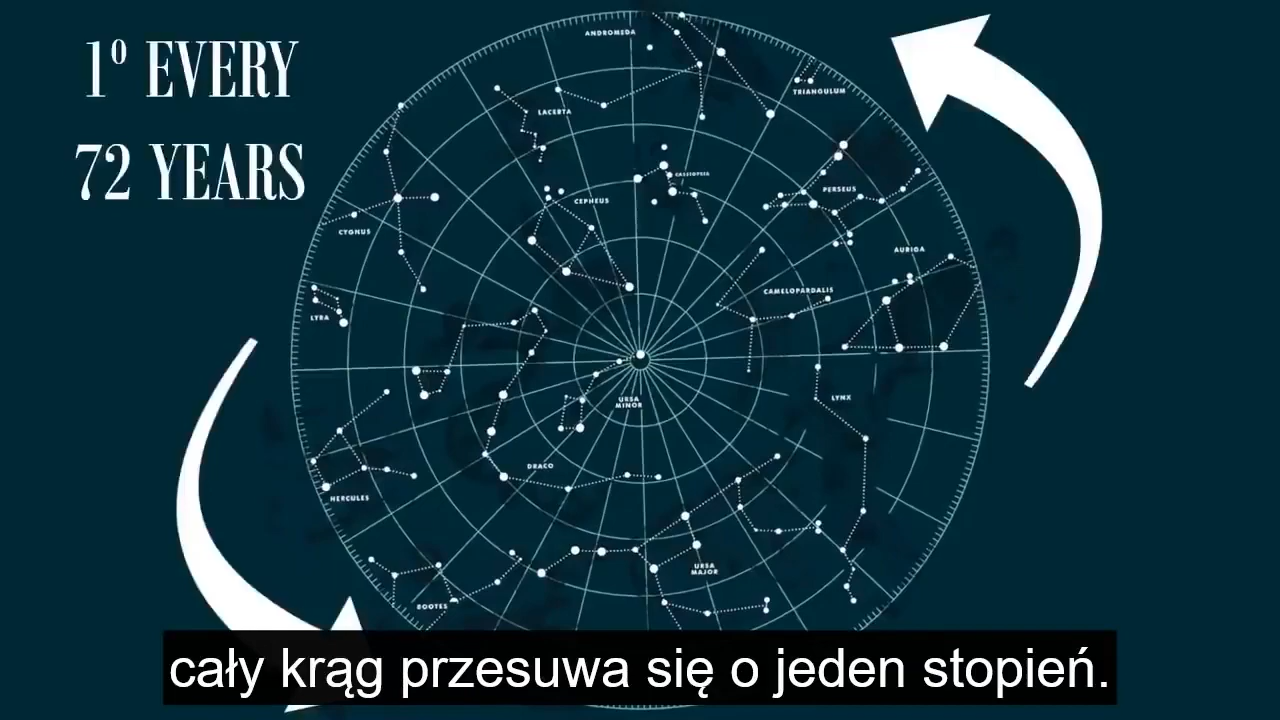 1º EVERY
72 YEARS
ANDROMEDA
TRIANGULUM
LACERTA
CASSIOPEIA
PERSEUS
CEPHEUS
CYGNUS
AURIGA
CAMELOPARDALIS
LYRA
LYNX
URSA
MINOR
DRACO
HERCULES
URSA
MAJOR
BOOTES
cały krąg przesuwa się o jeden stopień.